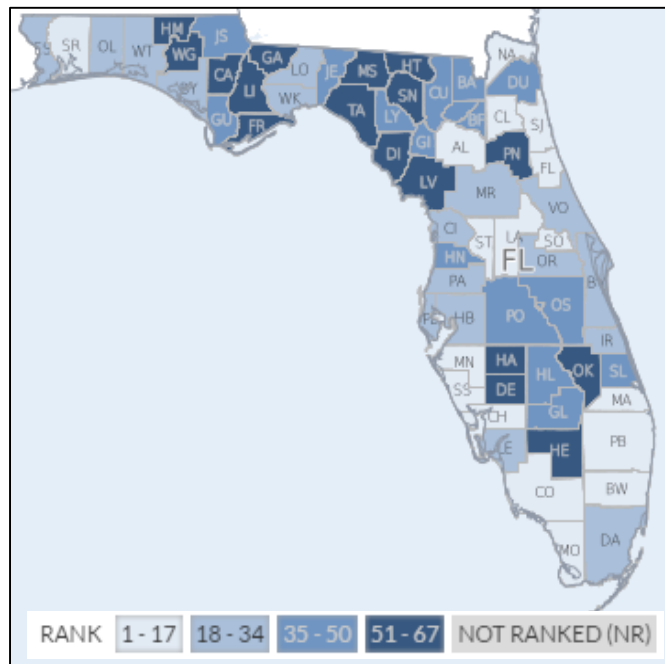 HM JS
ES SR OL WT WG
GA LO JE MS HT NA
CA LI CU BA DU
BY WK SN
GU FR TA LY BF CL SJ
GI AL PN
DI FL
LV MR
VO
CI ST LA SO
HN FL OR
PA B
HB PO OS
IR
MN HA OK SL
SS DE HL MA
CH GL
LE HE PB
CO BW
MO DA
RANK 1 - 17 18 - 34 35 - 50 51 - 67 NOT RANKED (NR)